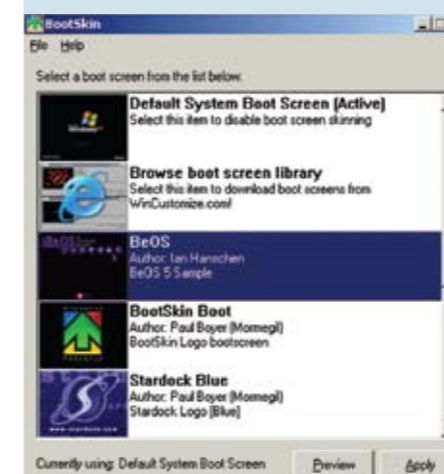 BootSkin
File Help
Select a boot screen from the list below:
Default System Boot Screen [Active]
Select this item to disable boot screen skinning
Browse boot screen library
Select this item to download boot screens from
WinCustomize.com!
BeOS
Author: Ian Hanschen
BeOS 5 Sample
BootSkin Boot
Author: Paul Boyer [Mormegil]
BootSkin Logo bootscreen
Stardock Blue
Author: Paul Boyer [Mormegil]
Stardock Logo [Blue]
Currently using: Default System Boot Screen
Preview Apply